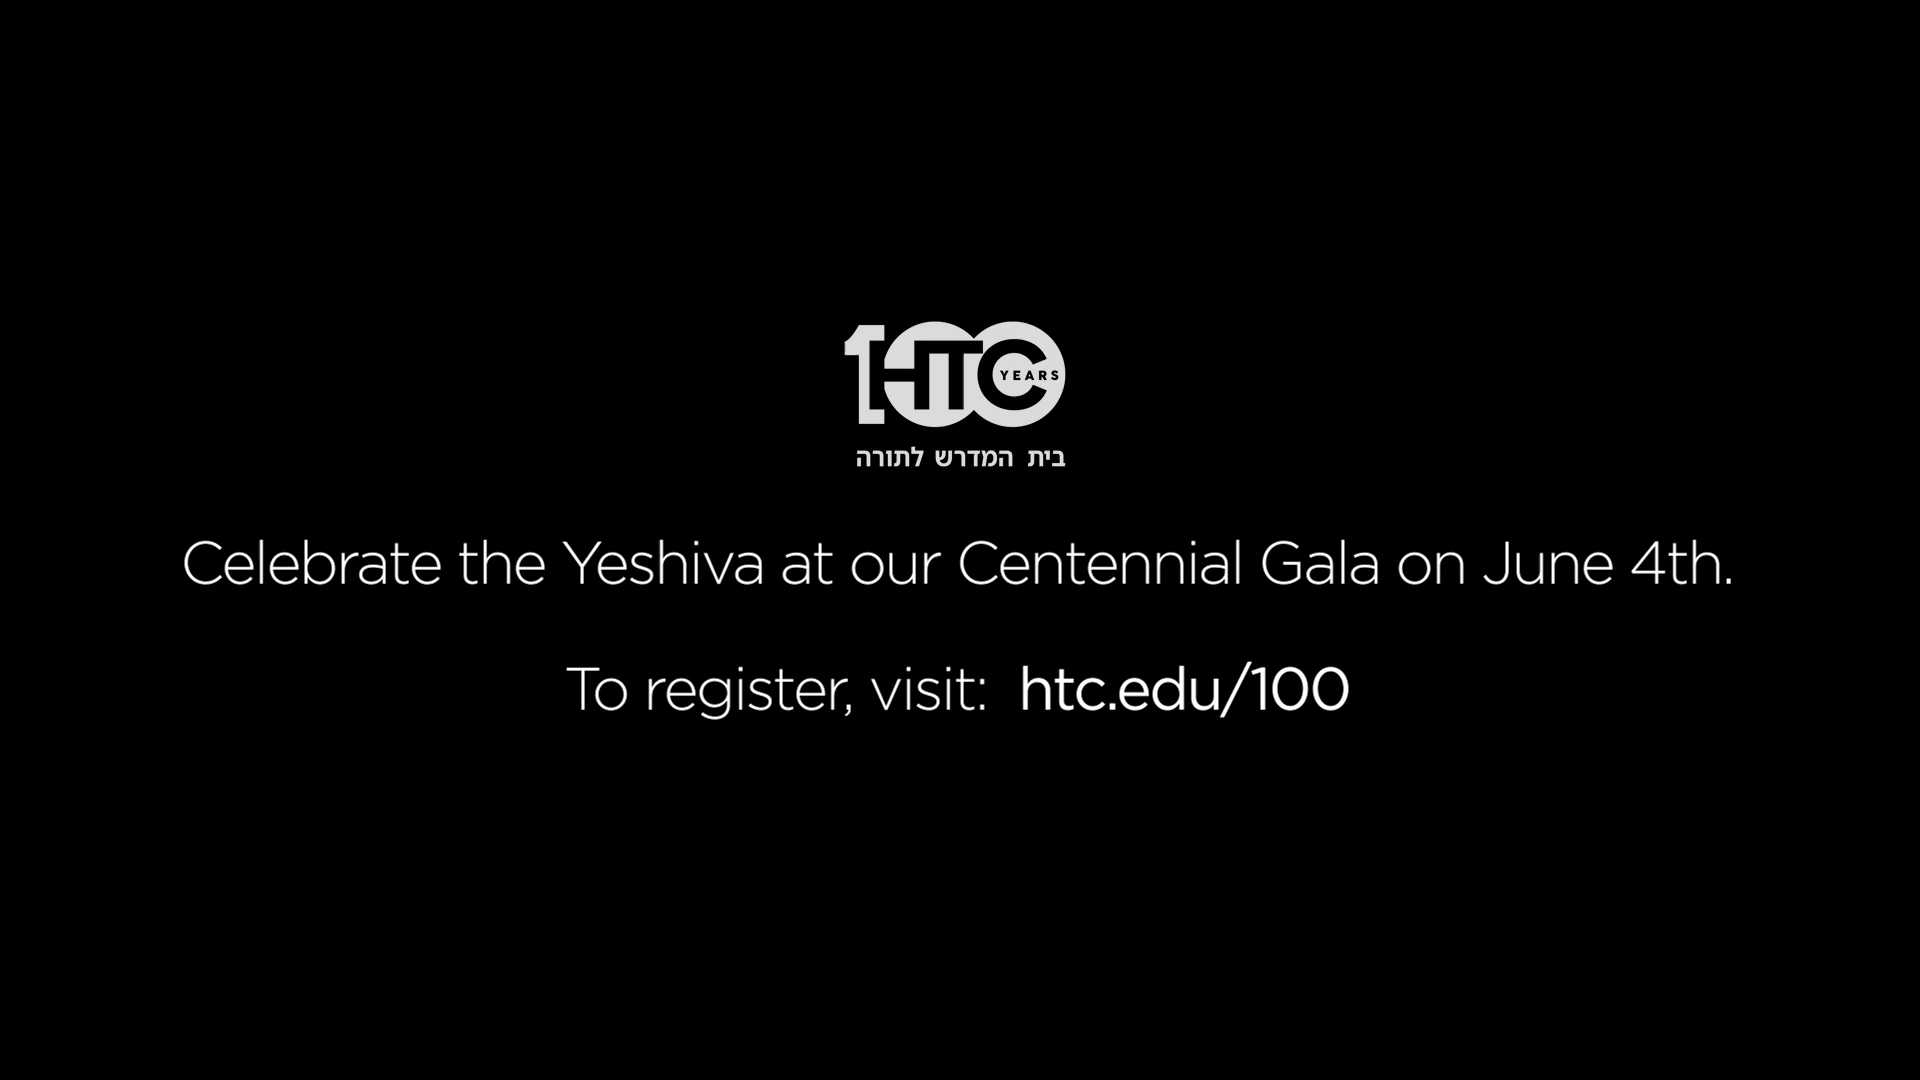 100 HTC YEARS
בית המדרש לתורה
Celebrate the Yeshiva at our Centennial Gala on June 4th.
To register, visit: htc.edu/100